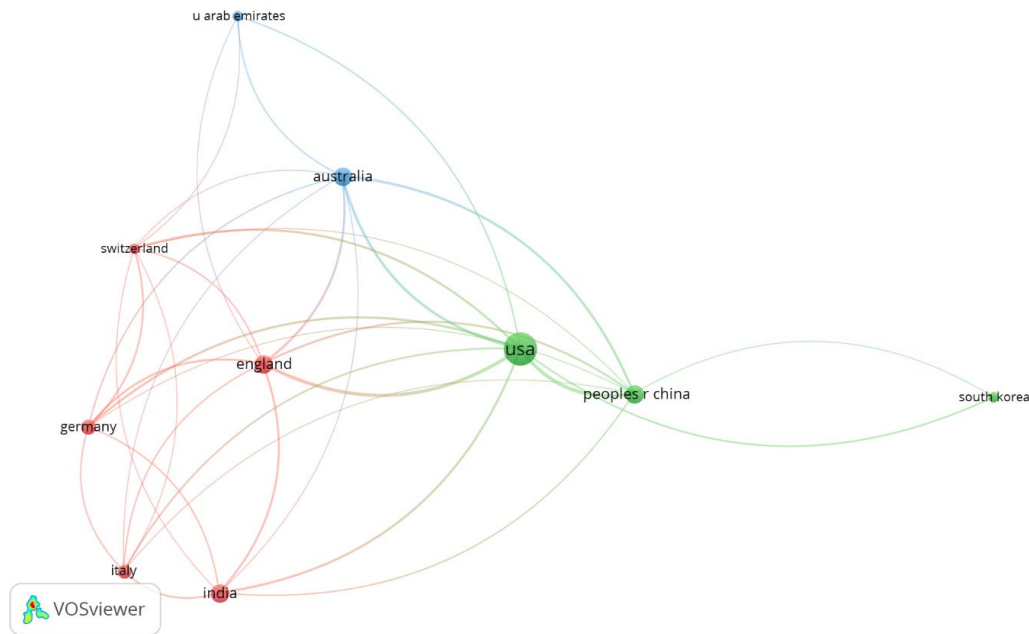 u arab emirates
australia
switzerland
usa
england
peoples r china
south korea
germany
italy
india
VOSviewer